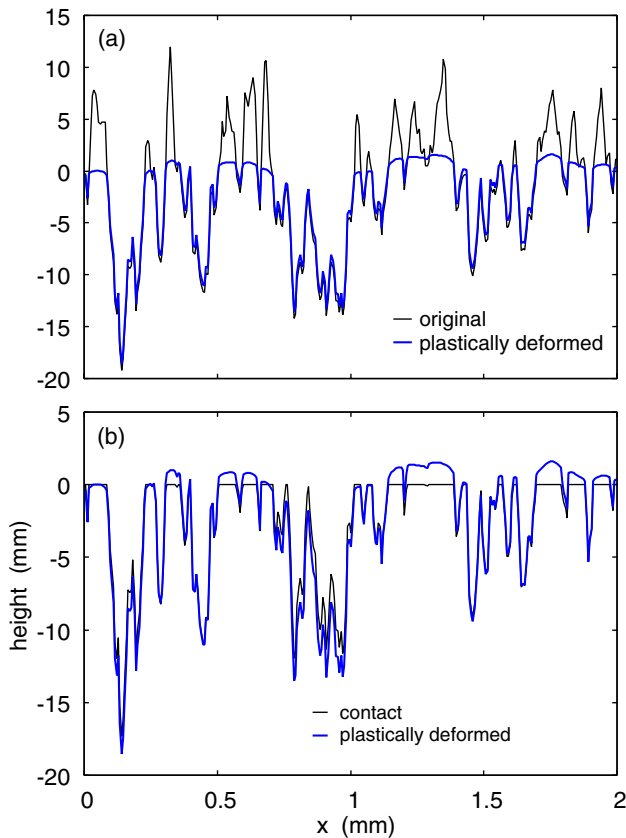 15
(a)
10
5
0
-5
-10
original
-15
plastically deformed
-20
5
(b)
0
-5
height (mm)
-10
-15
contact
plastically deformed
-20
0 0.5 1 1.5 2
x (mm)